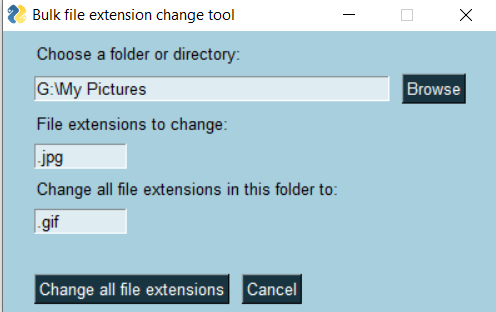 Bulk file extension change tool
Choose a folder or directory:
G:\My Pictures Browse
File extensions to change:
.jpg
Change all file extensions in this folder to:
.gif
Change all file extensions Cancel